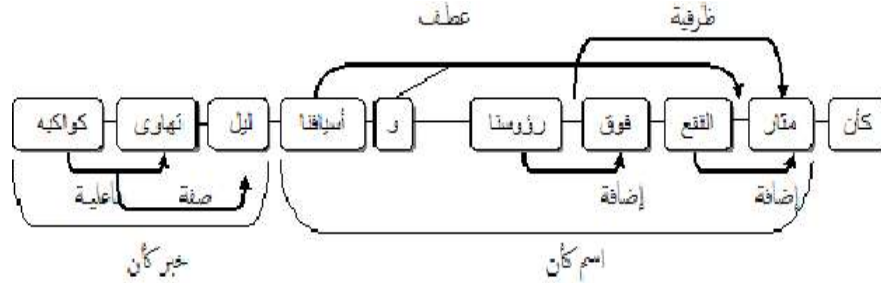 ظرفية عطف
كأن مثار النقع فوق رؤوسنا و أسيافنا ليل تهاوى كواكبه
إضافة إضافة صفة فاعلية
اسم كأن خبر كأن